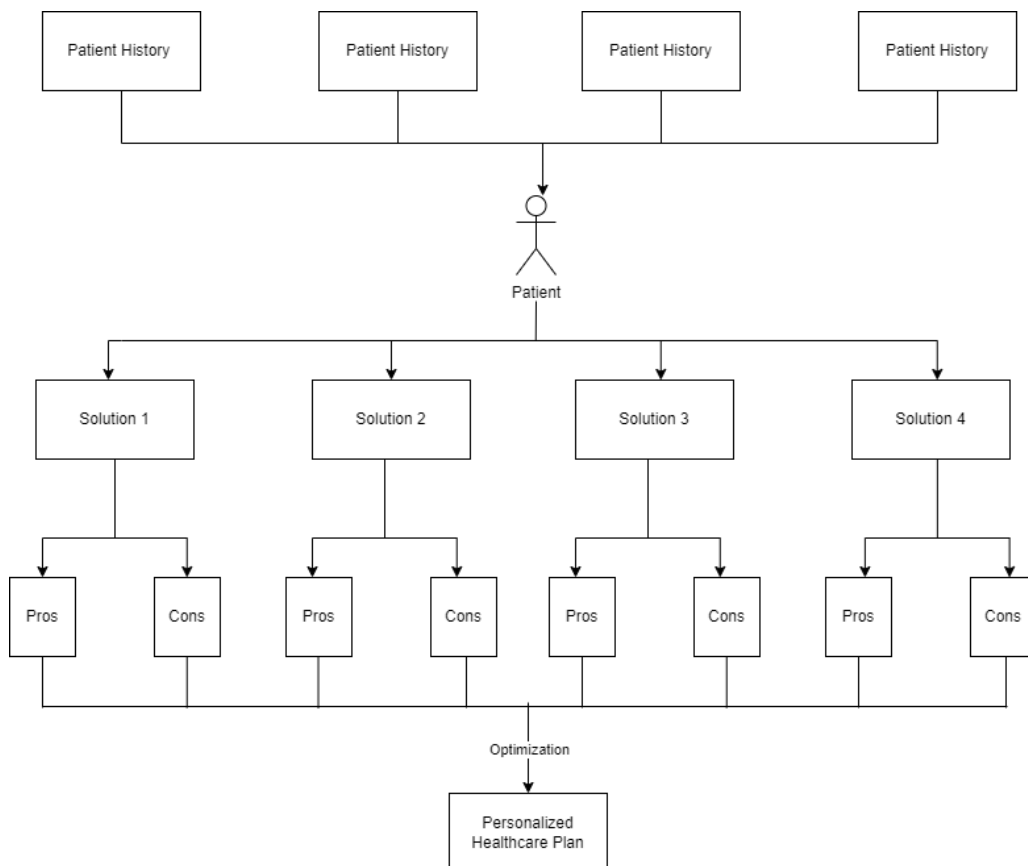 Patient History
Patient History
Patient History
Patient History
Patient
Solution 1
Solution 2
Solution 3
Solution 4
Pros
Cons
Pros
Cons
Pros
Cons
Pros
Cons
Optimization
Personalized
Healthcare Plan